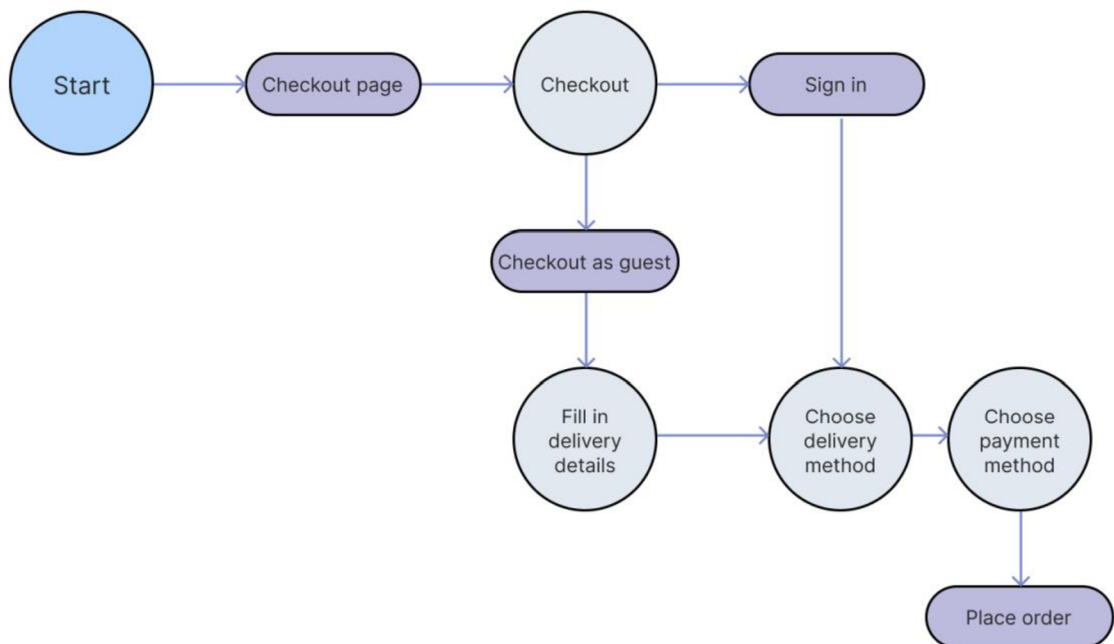 Start
Checkout page
Checkout
Sign in
Checkout as guest
Fill in
delivery
details
Choose
delivery
method
Choose
payment
method
Place order